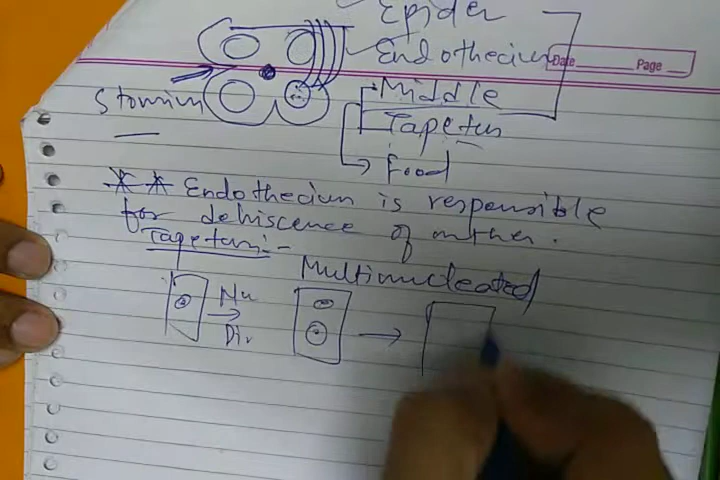 Epider
Endothecium
Date Page
Stomium
Middle
Tapetum
Food
** Endothecium is responsible
for dehiscence of anther.
Tapetum:-
Multinucleated
Nu
Div